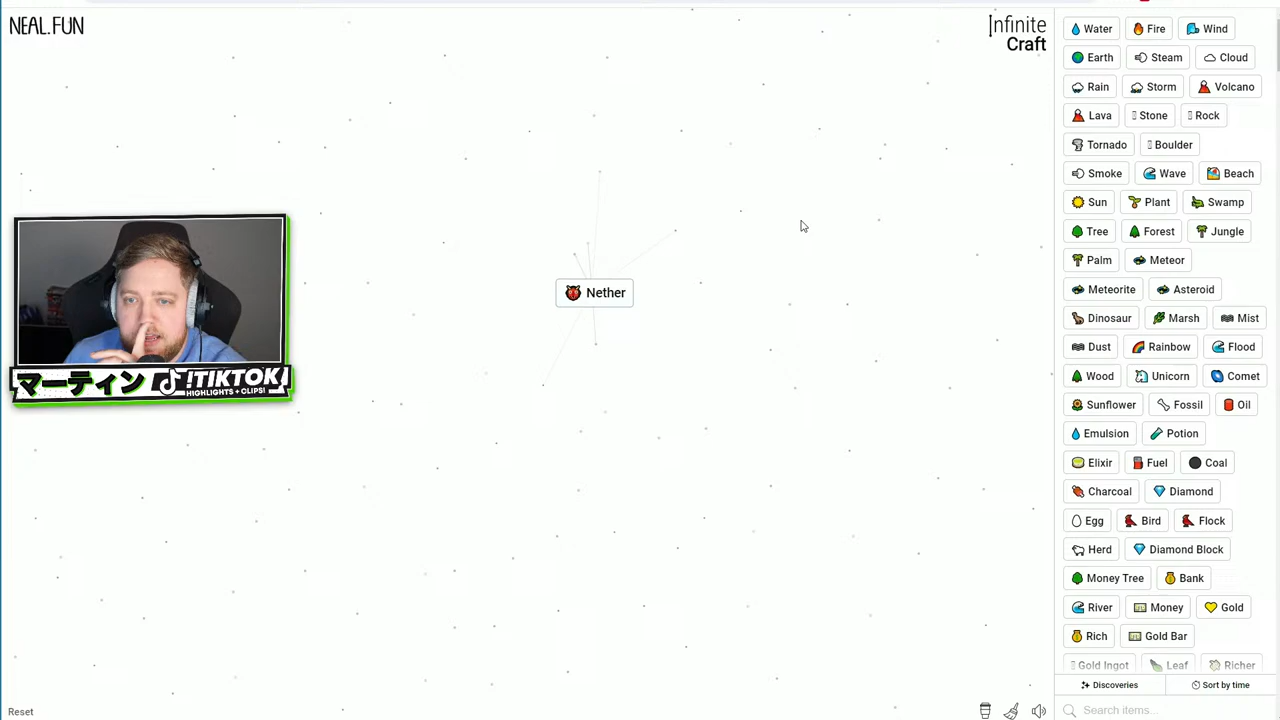 NEAL.FUN
Infinite
Craft
Nether
マーティン
!TIKTOK
HIGHLIGHTS + CLIPS!
Reset
Water Fire Wind
Earth Steam Cloud
Rain Storm Volcano
Lava Stone Rock
Tornado Boulder
Smoke Wave Beach
Sun Plant Swamp
Tree Forest Jungle
Palm Meteor
Meteorite Asteroid
Dinosaur Marsh Mist
Dust Rainbow Flood
Wood Unicorn Comet
Sunflower Fossil Oil
Emulsion Potion
Elixir Fuel Coal
Charcoal Diamond
Egg Bird Flock
Herd Diamond Block
Money Tree Bank
River Money Gold
Rich Gold Bar
Gold Ingot Leaf Richer
Discoveries Sort by time
Search items...